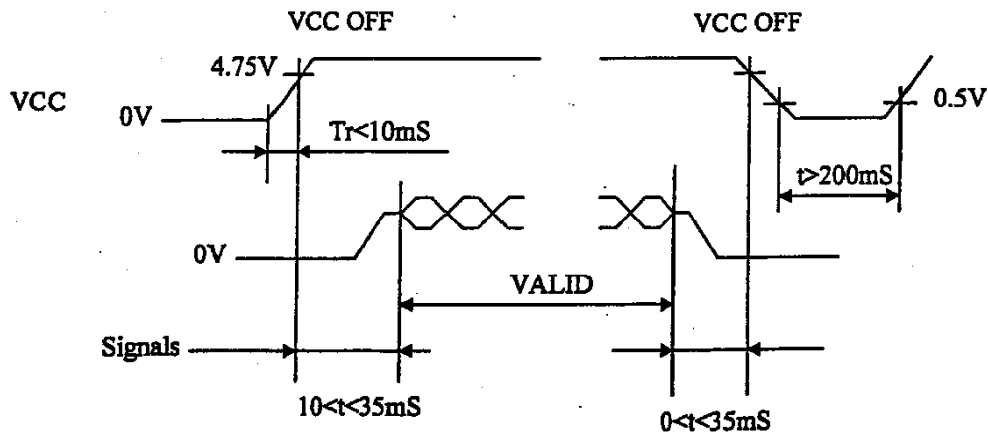 VCC OFF
VCC OFF
4.75V
VCC
0V
0.5V
Tr<10mS
t>200mS
0V
VALID
Signals
10<t<35mS
0<t<35mS